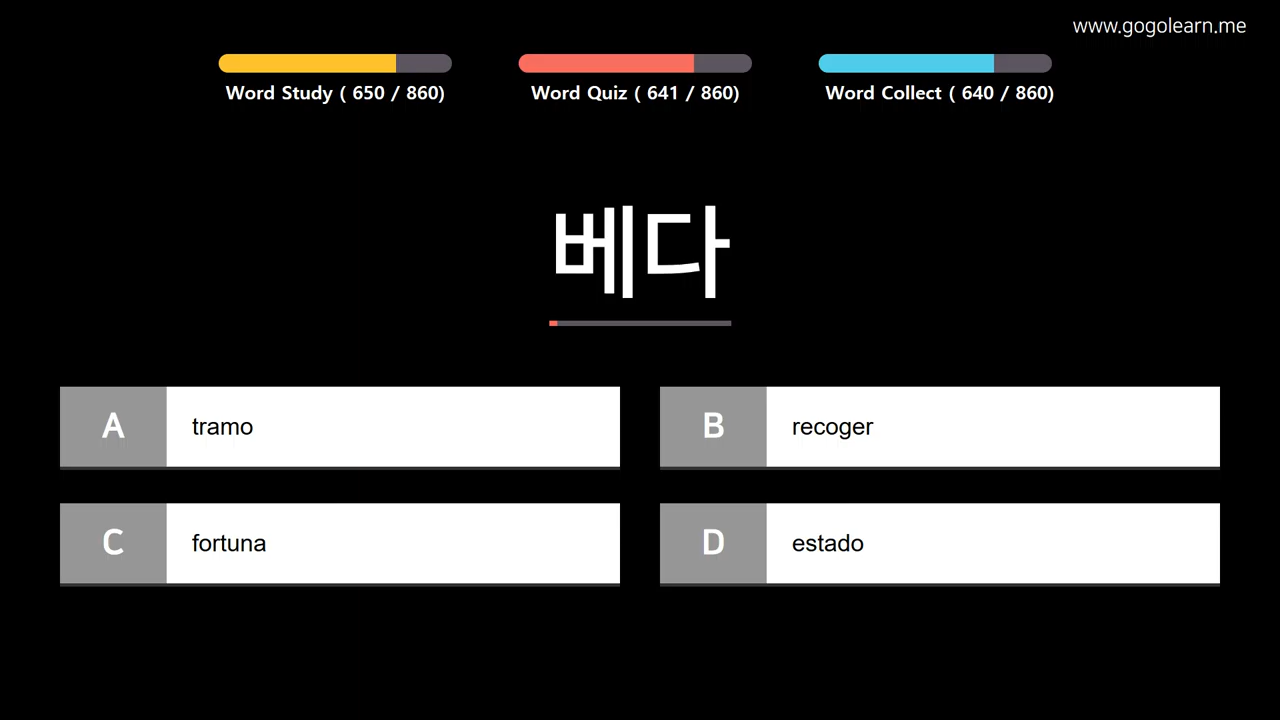 www.gogolearn.me
Word Study ( 650 / 860)
Word Quiz ( 641 / 860)
Word Collect ( 640 / 860)
베다
A tramo
B recoger
C fortuna
D estado